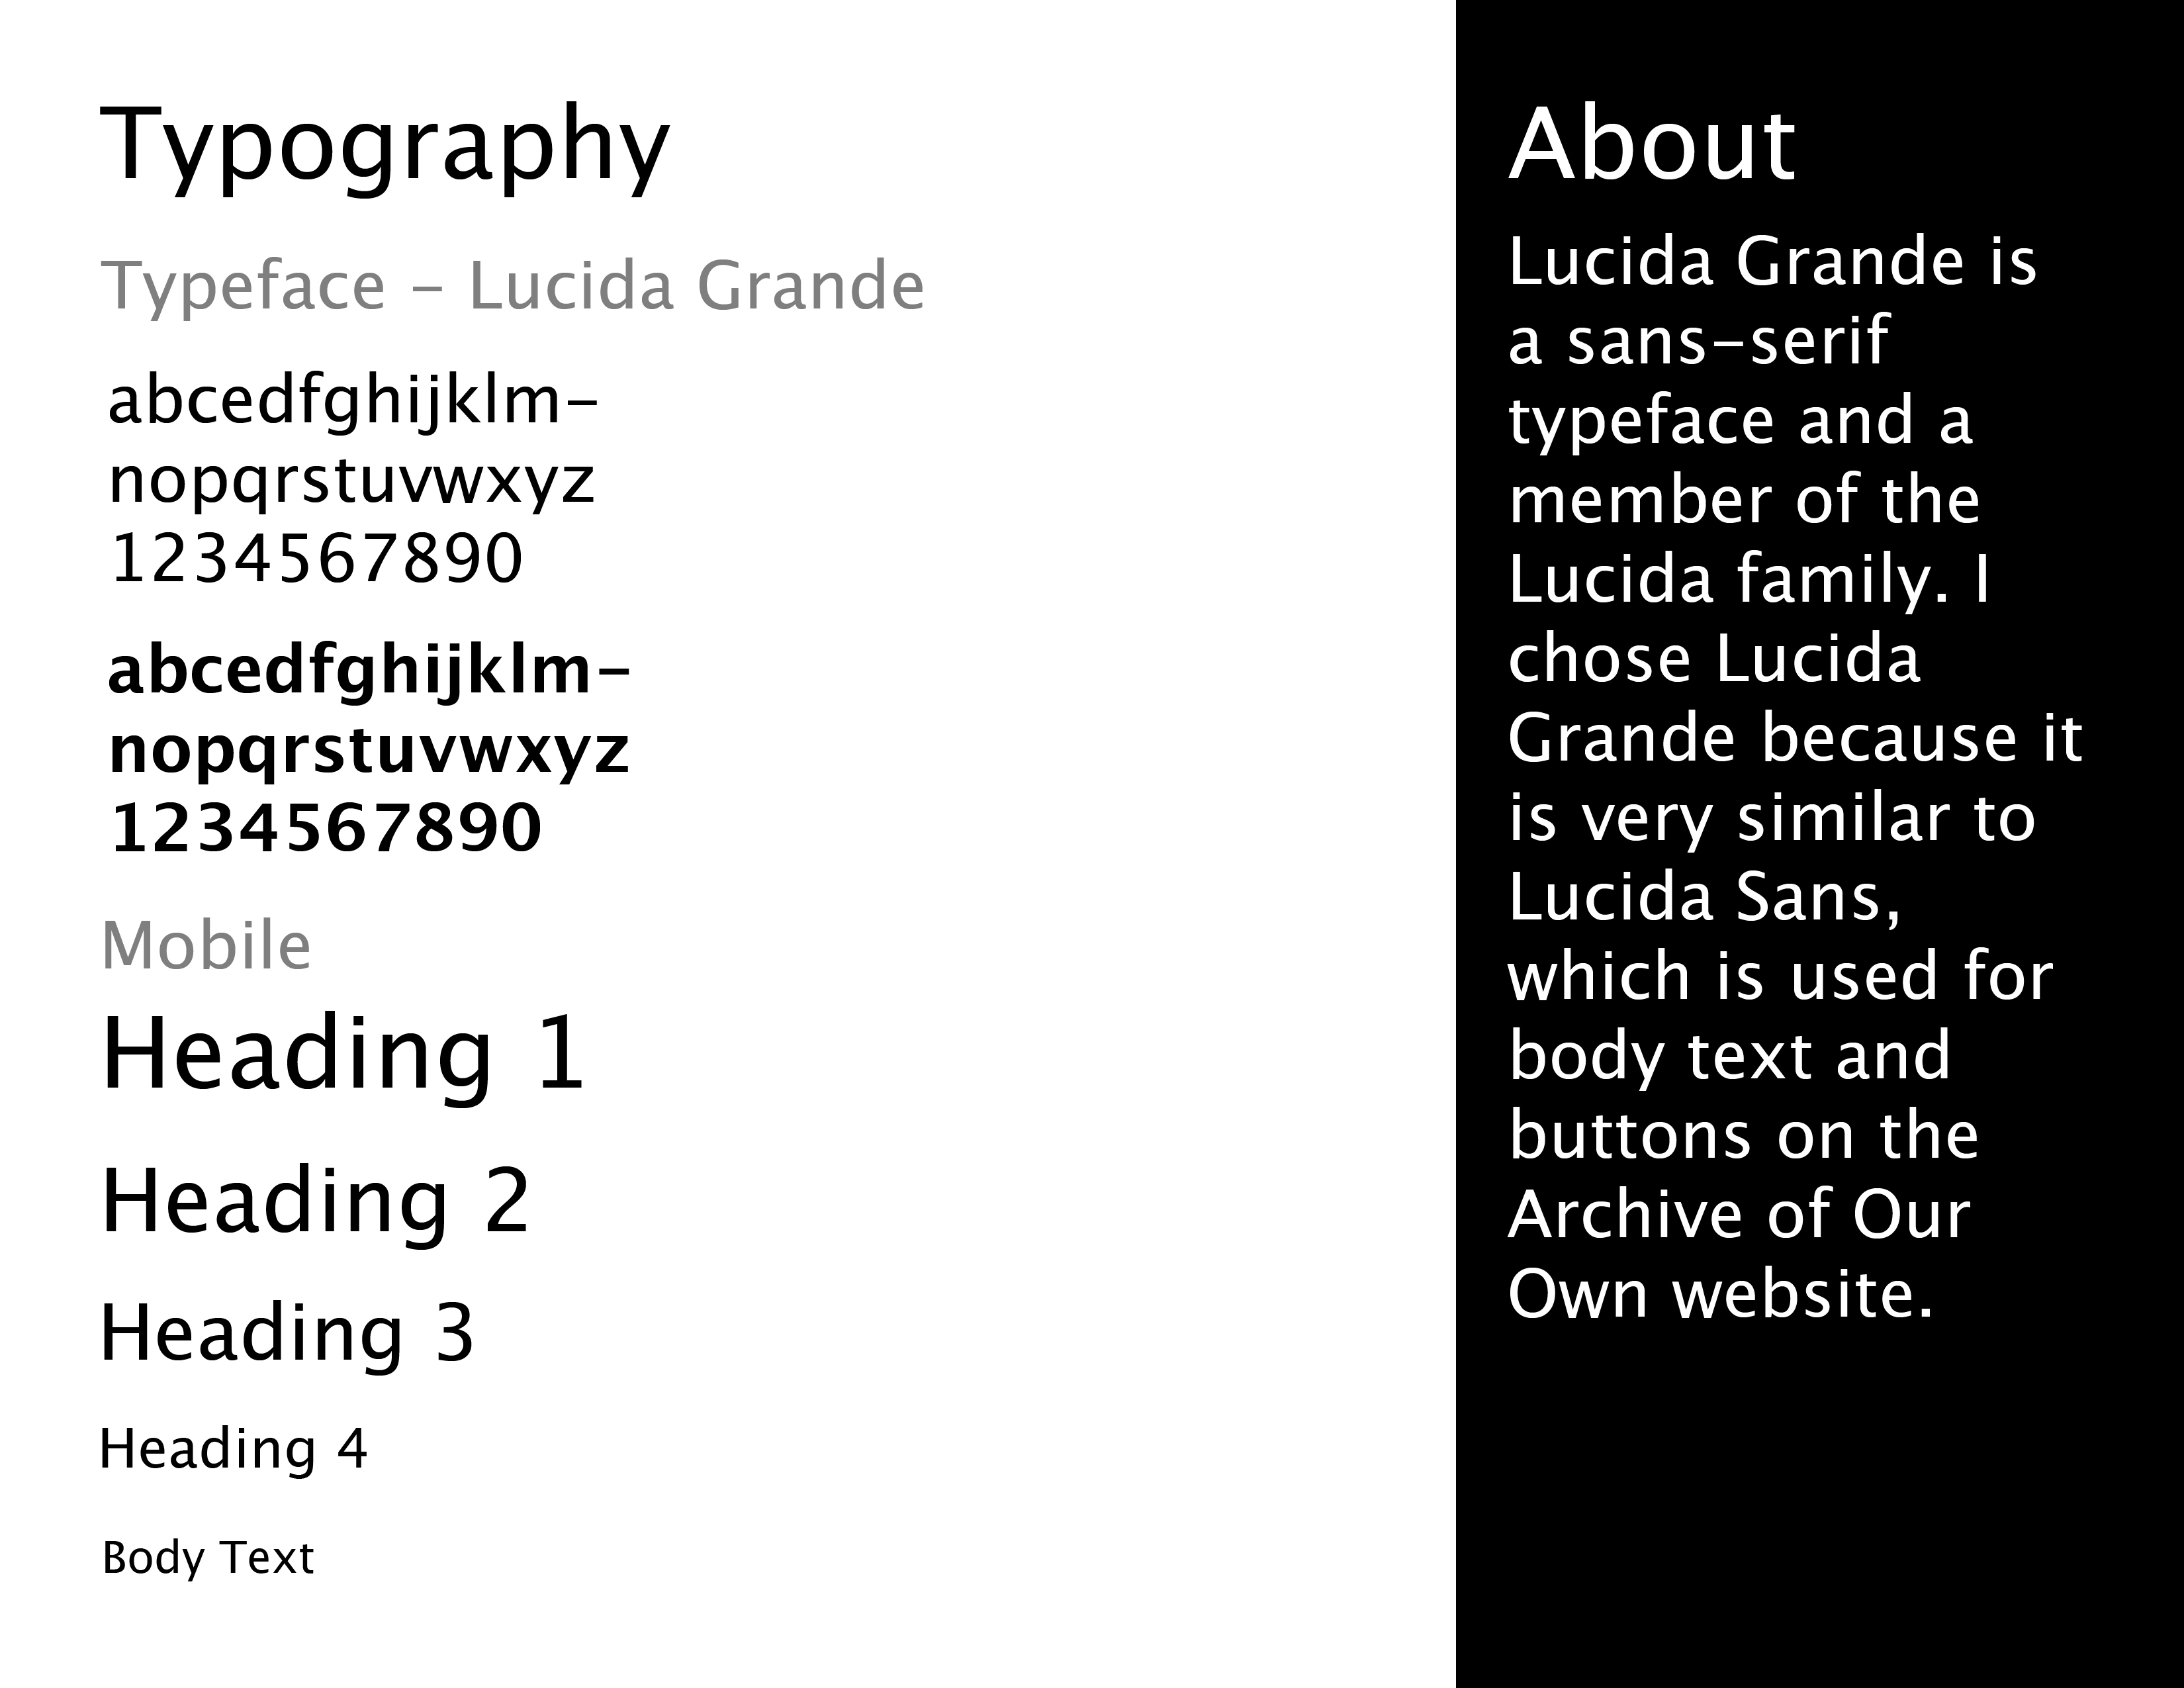 Typography
Typeface - Lucida Grande
abcedfghijklm-
nopqrstuvwxyz
1234567890
abcedfghijklm-
nopqrstuvwxyz
1234567890
Mobile
Heading 1
Heading 2
Heading 3
Heading 4
Body Text
About
Lucida Grande is
a sans-serif
typeface and a
member of the
Lucida family. I
chose Lucida
Grande because it
is very similar to
Lucida Sans,
which is used for
body text and
buttons on the
Archive of Our
Own website.